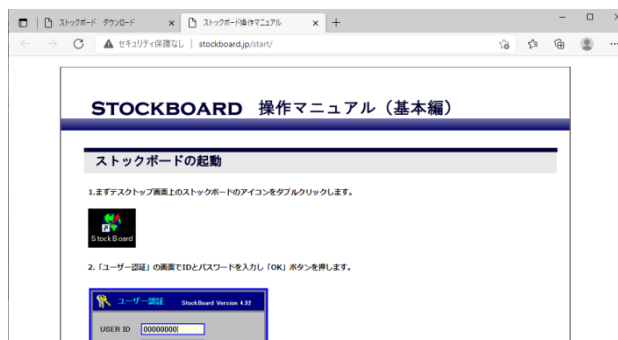 ストックボード ダウンロード
ストックボード操作マニュアル
セキュリティ保護なし | stockboard.jp/start/
STOCKBOARD 操作マニュアル（基本編）
ストックボードの起動
1.まずデスクトップ画面上のストックボードのアイコンをダブルクリックします。
StockBoard
2.「ユーザー認証」の画面でIDとパスワードを入力し「OK」ボタンを押します。
ユーザー認証 StockBoard Version 4.32
USER ID 00000000